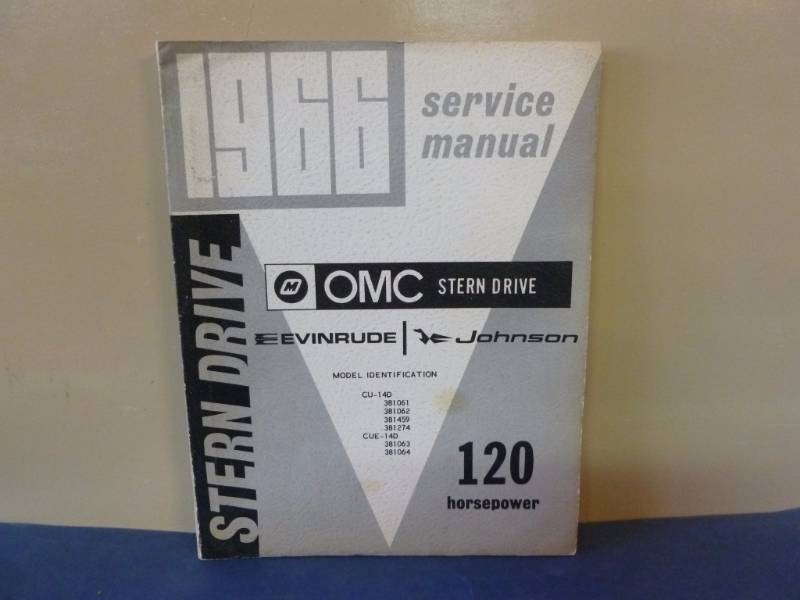 1966
service
manual
STERN DRIVE
M OMC STERN DRIVE
EVINRUDE | Johnson
MODEL IDENTIFICATION
CU-14D
381061
381062
381459
381274
CUE-14D
381063
381064
120
horsepower